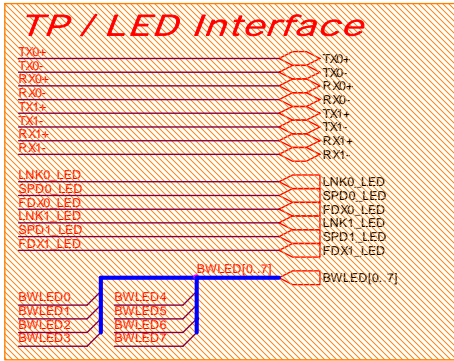 TP / LED Interface
TX0+ TX0+
TX0- TX0-
RX0+ RX0+
RX0- RX0-
TX1+ TX1+
TX1- TX1-
RX1+ RX1+
RX1- RX1-
LNK0_LED LNK0_LED
SPD0_LED SPD0_LED
FDX0_LED FDX0_LED
LNK1_LED LNK1_LED
SPD1_LED SPD1_LED
FDX1_LED FDX1_LED
BWLED[0..7] BWLED[0..7]
BWLED0 BWLED4
BWLED1 BWLED5
BWLED2 BWLED6
BWLED3 BWLED7